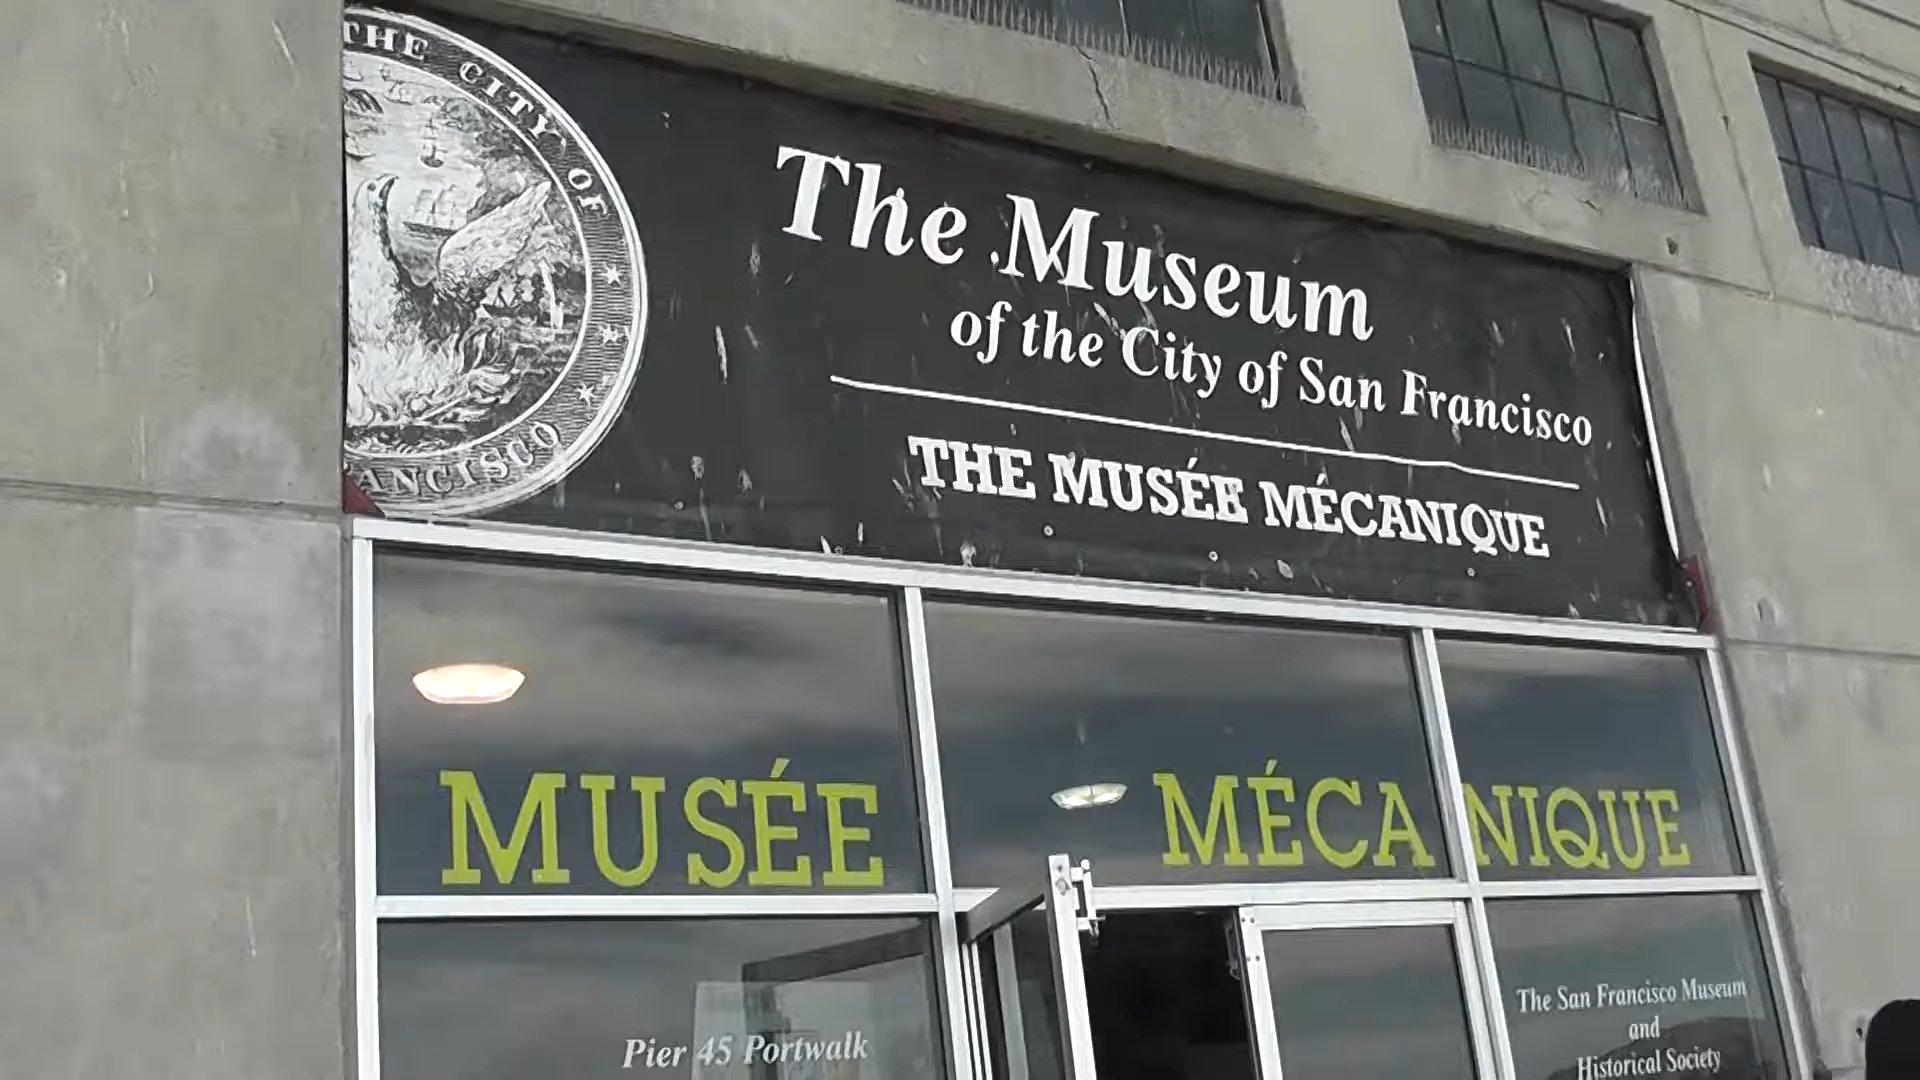 THE CITY OF
ANCISCO
The Museum
of the City of San Francisco
THE MUSÉE MÉCANIQUE
MUSÉE MÉCANIQUE
Pier 45 Portwalk
The San Francisco Museum
and
Historical Society